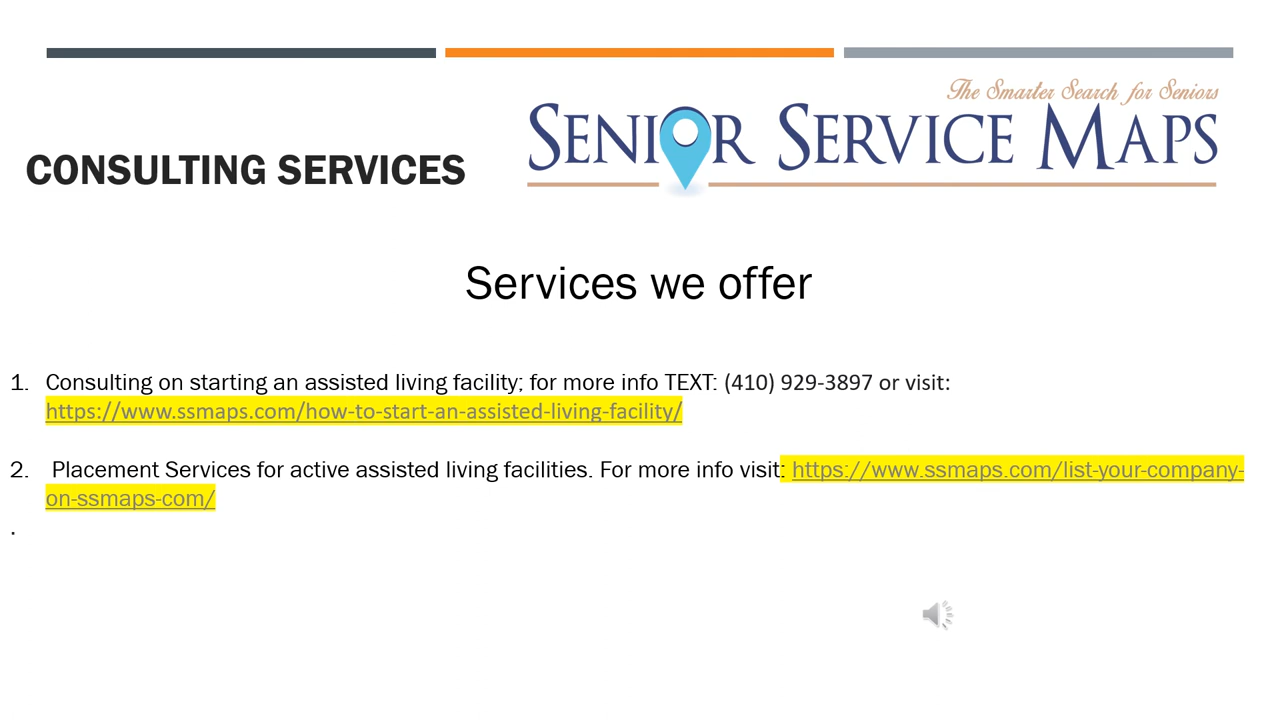 The Smarter Search for Seniors
SENIOR SERVICE MAPS
CONSULTING SERVICES
Services we offer
1. Consulting on starting an assisted living facility; for more info TEXT: (410) 929-3897 or visit:
https://www.ssmaps.com/how-to-start-an-assisted-living-facility/
2. Placement Services for active assisted living facilities. For more info visit: https://www.ssmaps.com/list-your-company-
on-ssmaps-com/
.